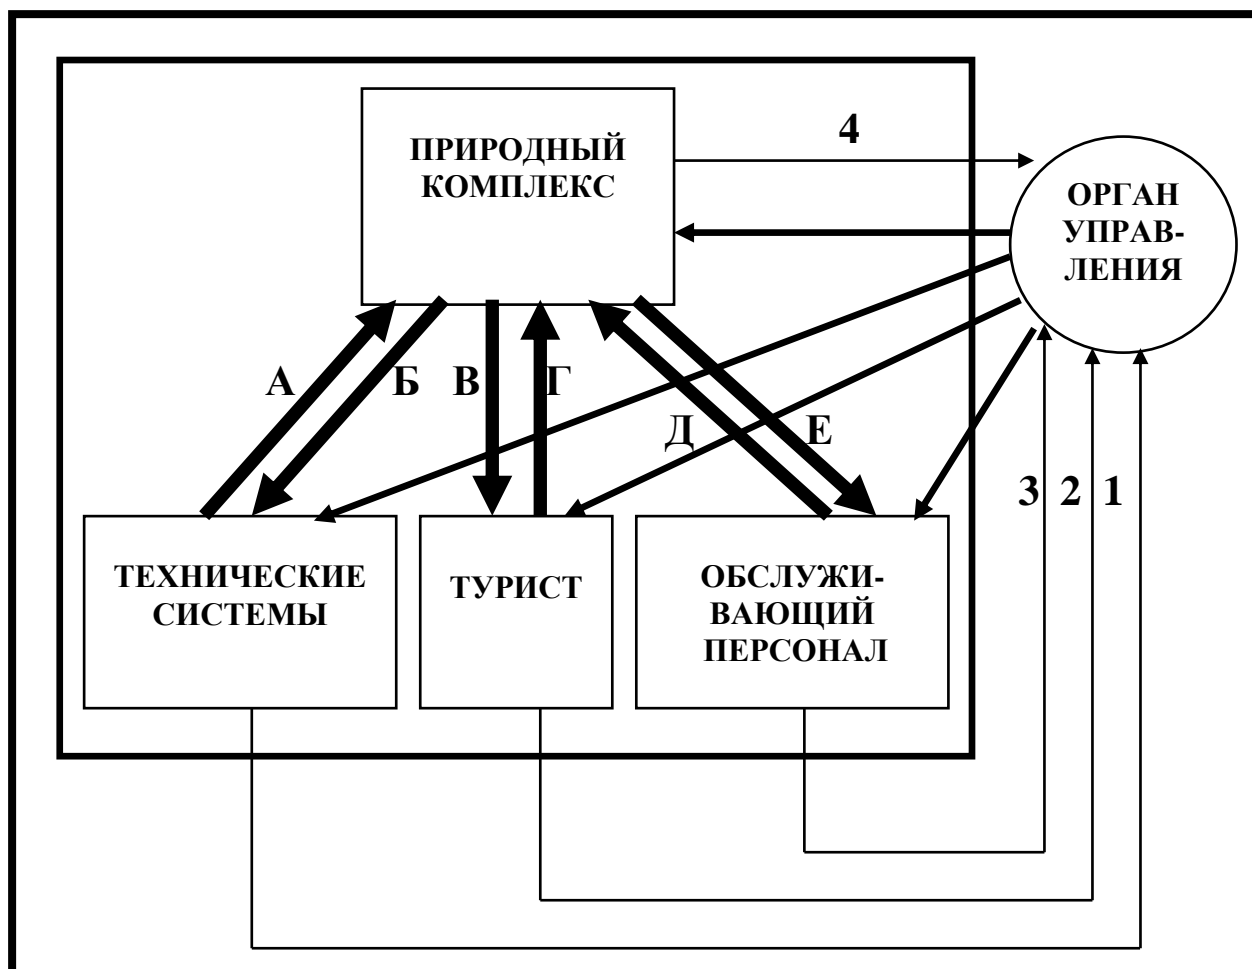 4
ПРИРОДНЫЙ
КОМПЛЕКС
ОРГАН
УПРАВ-
ЛЕНИЯ
А
Б
В
Г
Д
Е
3
2
1
ТЕХНИЧЕСКИЕ
СИСТЕМЫ
ТУРИСТ
ОБСЛУЖИ-
ВАЮЩИЙ
ПЕРСОНАЛ